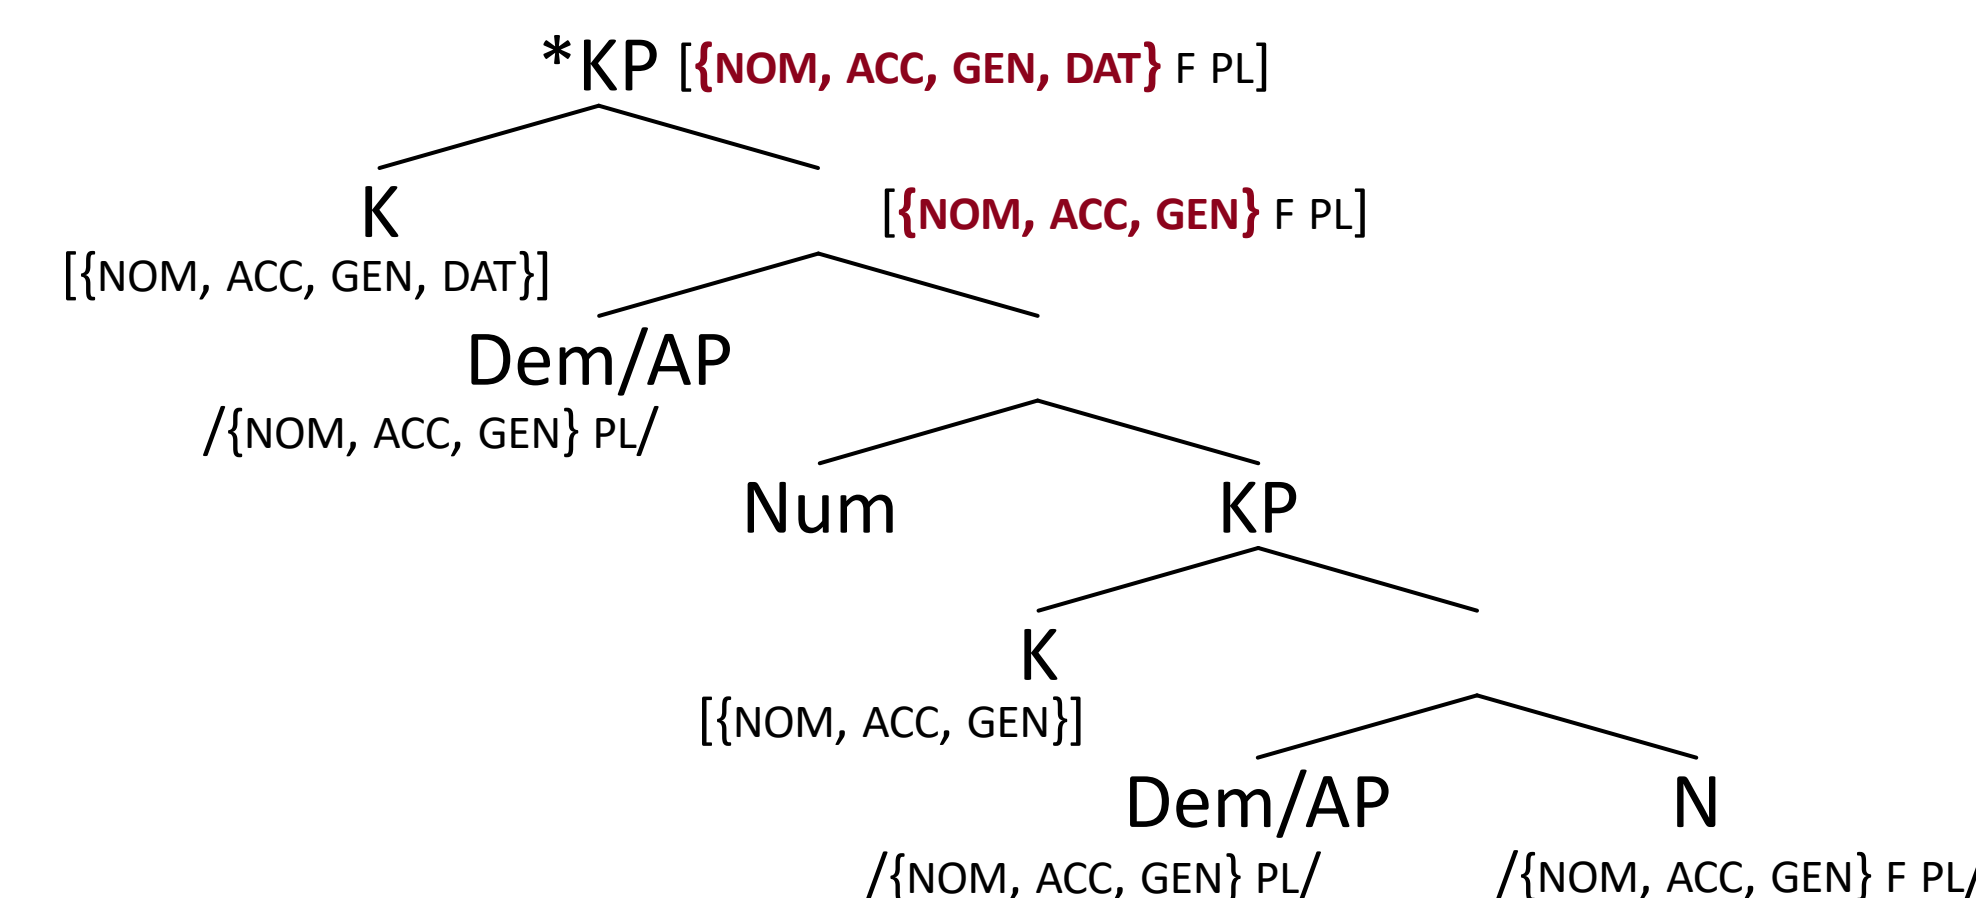 *KP [{NOM, ACC, GEN, DAT} F PL]
K
[{NOM, ACC, GEN} F PL]
[{NOM, ACC, GEN, DAT}]
Dem/AP
/{NOM, ACC, GEN} PL/
Num KP
K
[{NOM, ACC, GEN}]
Dem/AP N
/{NOM, ACC, GEN} PL/ /{NOM, ACC, GEN} F PL/